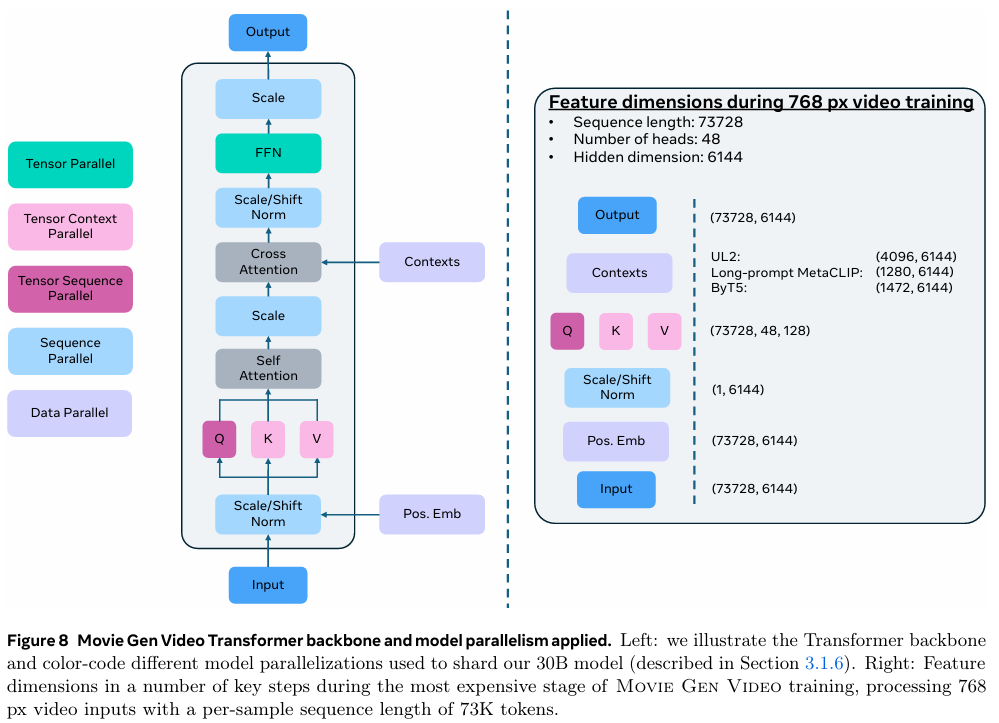 Output
Scale
FFN
Scale/Shift
Norm
Cross
Attention
Contexts
Scale
Self
Attention
Q K V
Scale/Shift
Norm
Pos. Emb
Input
Tensor Parallel
Tensor Context
Parallel
Tensor Sequence
Parallel
Sequence
Parallel
Data Parallel
Feature dimensions during 768 px video training
• Sequence length: 73728
• Number of heads: 48
• Hidden dimension: 6144
Output (73728, 6144)
Contexts
UL2: (4096, 6144)
Long-prompt MetaCLIP: (1280, 6144)
ByT5: (1472, 6144)
Q K V (73728, 48, 128)
Scale/Shift
Norm
(1, 6144)
Pos. Emb (73728, 6144)
Input (73728, 6144)
Figure 8 Movie Gen Video Transformer backbone and model parallelism applied. Left: we illustrate the Transformer backbone
and color-code different model parallelizations used to shard our 30B model (described in Section 3.1.6). Right: Feature
dimensions in a number of key steps during the most expensive stage of Movie Gen Video training, processing 768
px video inputs with a per-sample sequence length of 73K tokens.